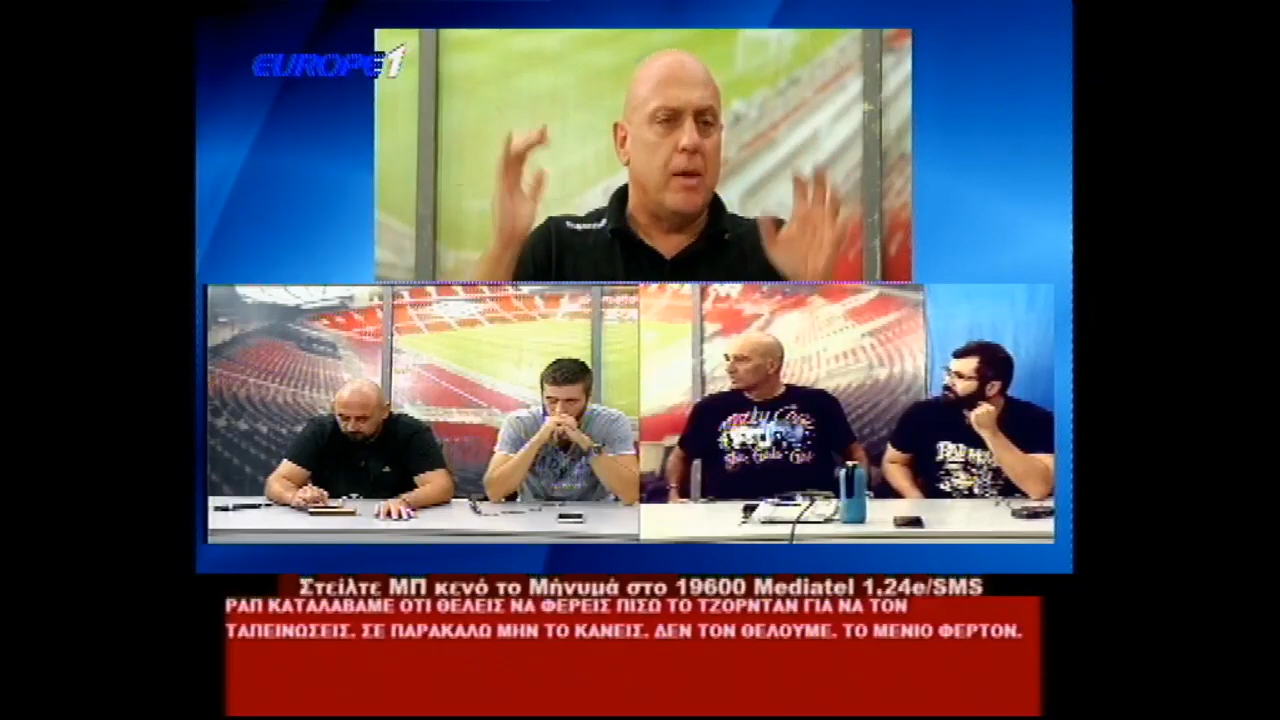 EUROPE1
Στείλτε ΜΠ κενό το Μήνυμά στο 19600 Mediatel 1.24e/SMS
ΡΑΠ ΚΑΤΑΛΑΒΑΜΕ ΟΤΙ ΘΕΛΕΙΣ ΝΑ ΦΕΡΕΙΣ ΠΙΣΩ ΤΟ ΤΖΟΡΝΤΑΝ ΓΙΑ ΝΑ ΤΟΝ
ΤΑΠΕΙΝΩΣΕΙΣ. ΣΕ ΠΑΡΑΚΑΛΩ ΜΗΝ ΤΟ ΚΑΝΕΙΣ. ΔΕΝ ΤΟΝ ΘΕΛΟΥΜΕ. ΤΟ ΜΕΝΙΟ ΦΕΡΤΟΝ.